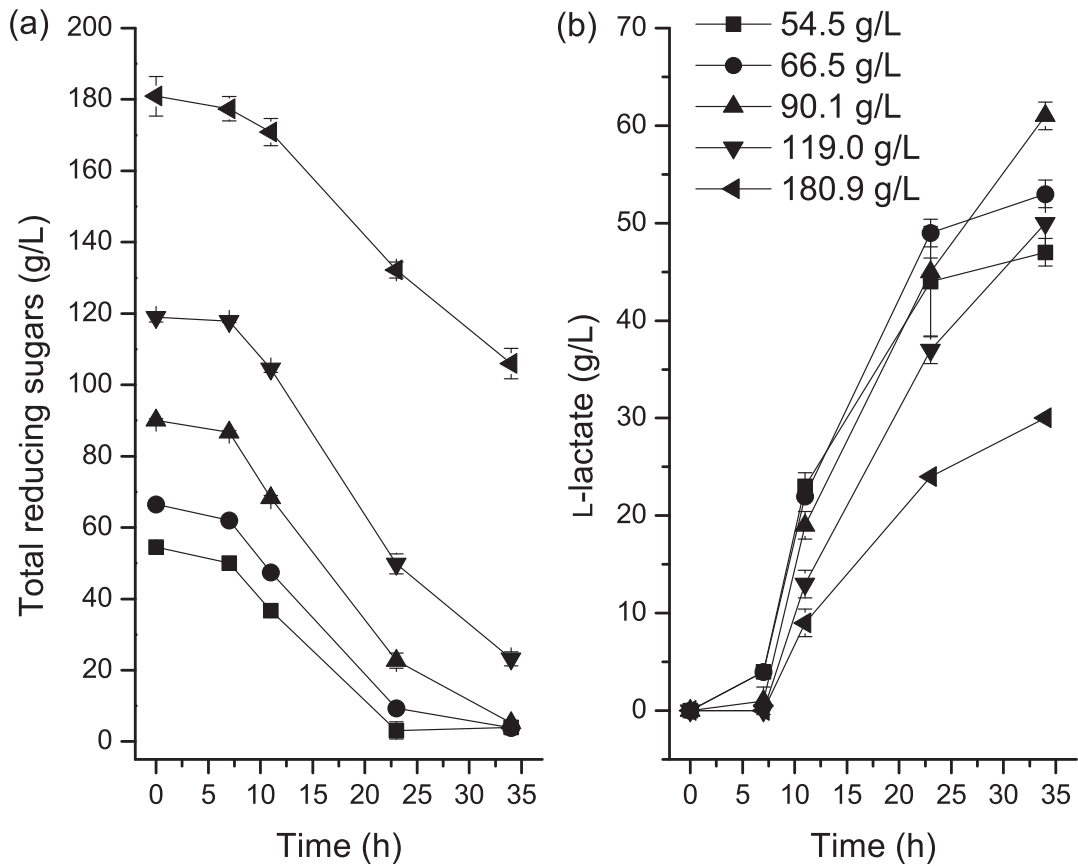 (a)
200
180
160
140
120
100
80
60
40
20
0
Total reducing sugars (g/L)
0 5 10 15 20 25 30 35
Time (h)
(b)
54.5 g/L
66.5 g/L
90.1 g/L
119.0 g/L
180.9 g/L
70
60
50
40
30
20
10
0
L-lactate (g/L)
0 5 10 15 20 25 30 35
Time (h)